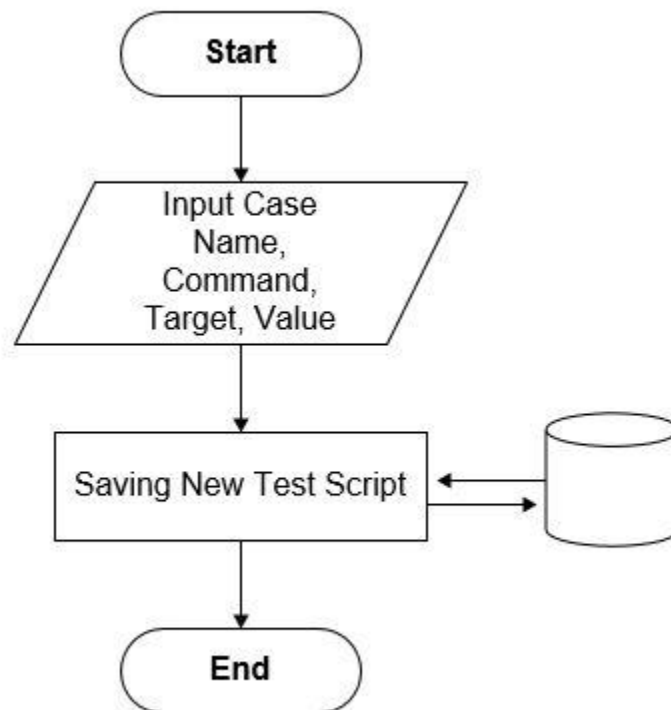 Start
Input Case
Name,
Command,
Target, Value
Saving New Test Script
End